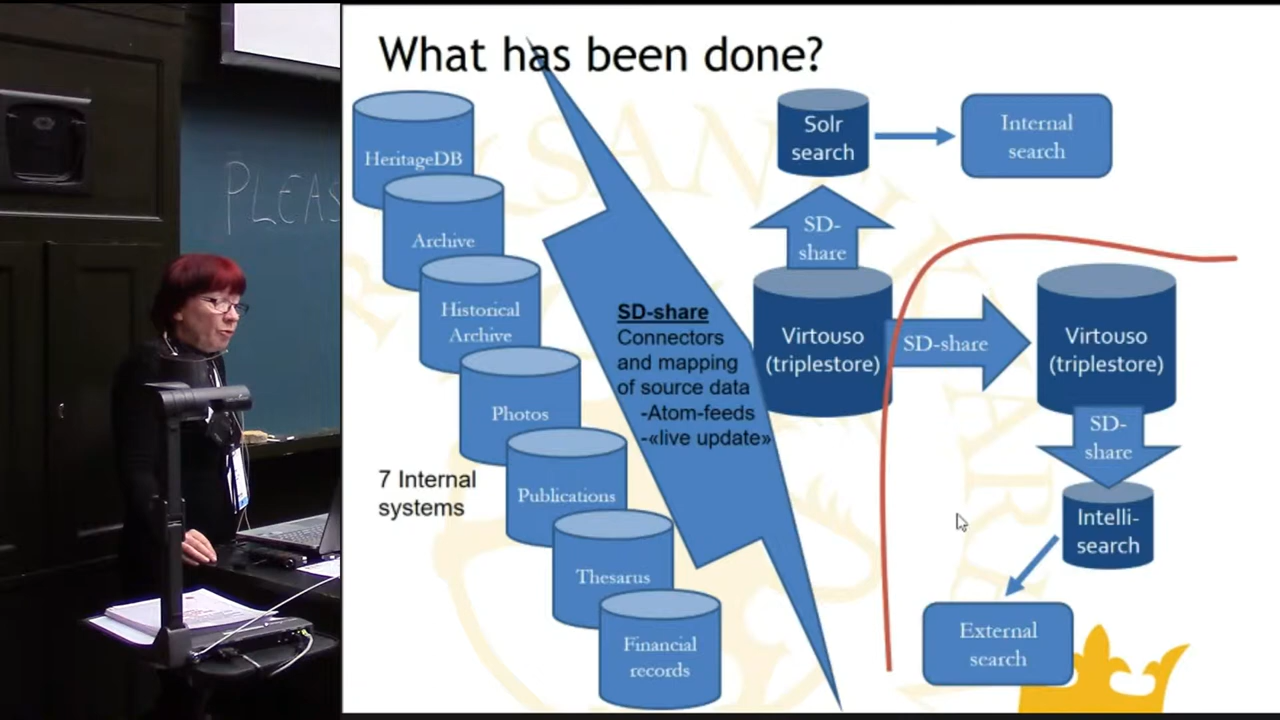 What has been done?
HeritageDB
Archive
Historical
Archive
Photos
Publications
Thesarus
Financial
records
7 Internal
systems
SD-share
Connectors
and mapping
of source data
-Atom-feeds
-«live update»
Solr
search
Internal
search
SD-
share
Virtouso
(triplestore)
SD-share
Virtouso
(triplestore)
SD-
share
Intelli-
search
External
search
PLEAS